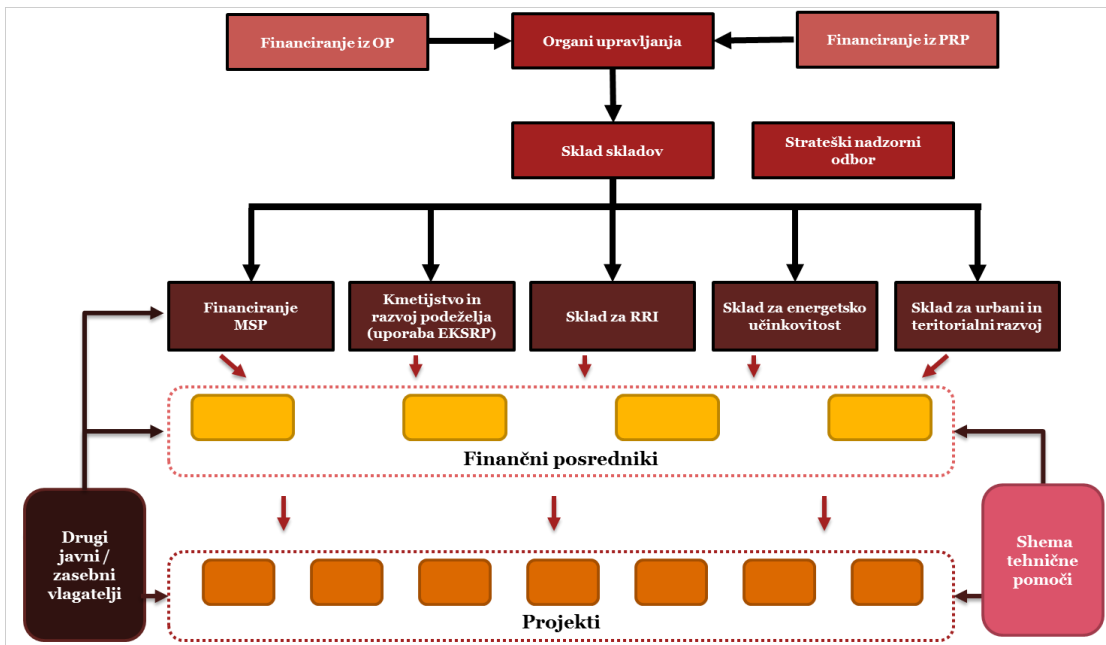 Financiranje iz OP
Organi upravljanja
Financiranje iz PRP
Sklad skladov
Strateški nadzorni
odbor
Financiranje
MSP
Kmetijstvo in
razvoj podeželja
(uporaba EKSRP)
Sklad za RRI
Sklad za energetsko
učinkovitost
Sklad za urbani in
teritorialni razvoj
Finančni posredniki
Drugi
javni /
zasebni
vlagatelji
Shema
tehnične
pomoči
Projekti